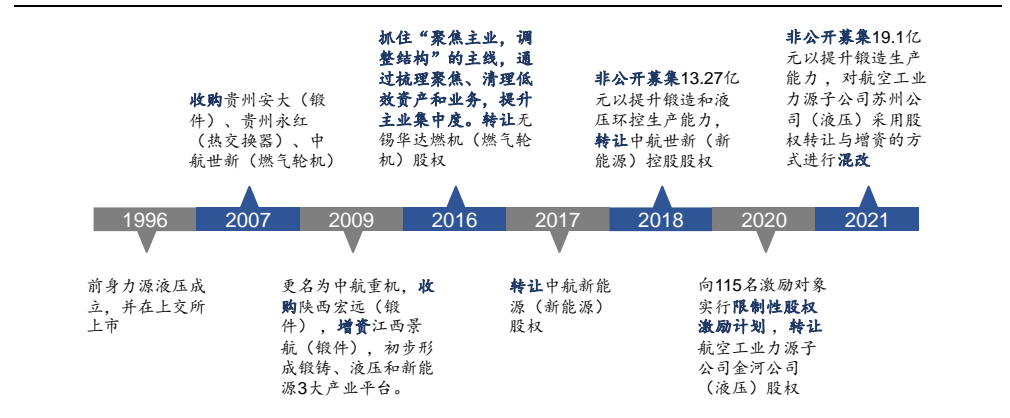 收购贵州安大（锻
件）、贵州永红
（热交换器）、中
航世新（燃气轮机）
抓住“聚焦主业，调
整结构”的主线，通
过梳理聚焦、清理低
效资产和业务，提升
主业集中度。转让无
锡华达燃机（燃气轮
机）股权
非公开募集13.27亿
元以提升锻造和液
压环控生产能力，
转让中航世新（新
能源）控股股权
非公开募集19.1亿
元以提升锻造生产
能力，对航空工业
力源子公司苏州公
司（液压）采用股
权转让与增资的方
式进行混改
1996 2007 2009 2016 2017 2018 2020 2021
前身力源液压成
立，并在上交所
上市
更名为中航重机，收
购陕西宏远（锻
件），增资江西景
航（锻件），初步形
成锻铸、液压和新能
源3大产业平台。
转让中航新能
源（新能源）
股权
向115名激励对象
实行限制性股权
激励计划，转让
航空工业力源子
公司金河公司
（液压）股权